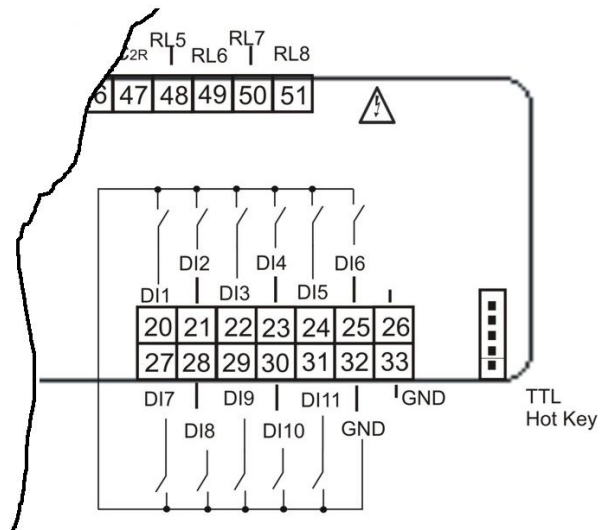 RL5 RL7
C2R RL6 RL8
6 47 48 49 50 51
DI2 DI4 DI6
DI1 DI3 DI5
20 21 22 23 24 25 26
27 28 29 30 31 32 33
DI7 DI9 DI11 GND
DI8 DI10 GND
TTL
Hot Key